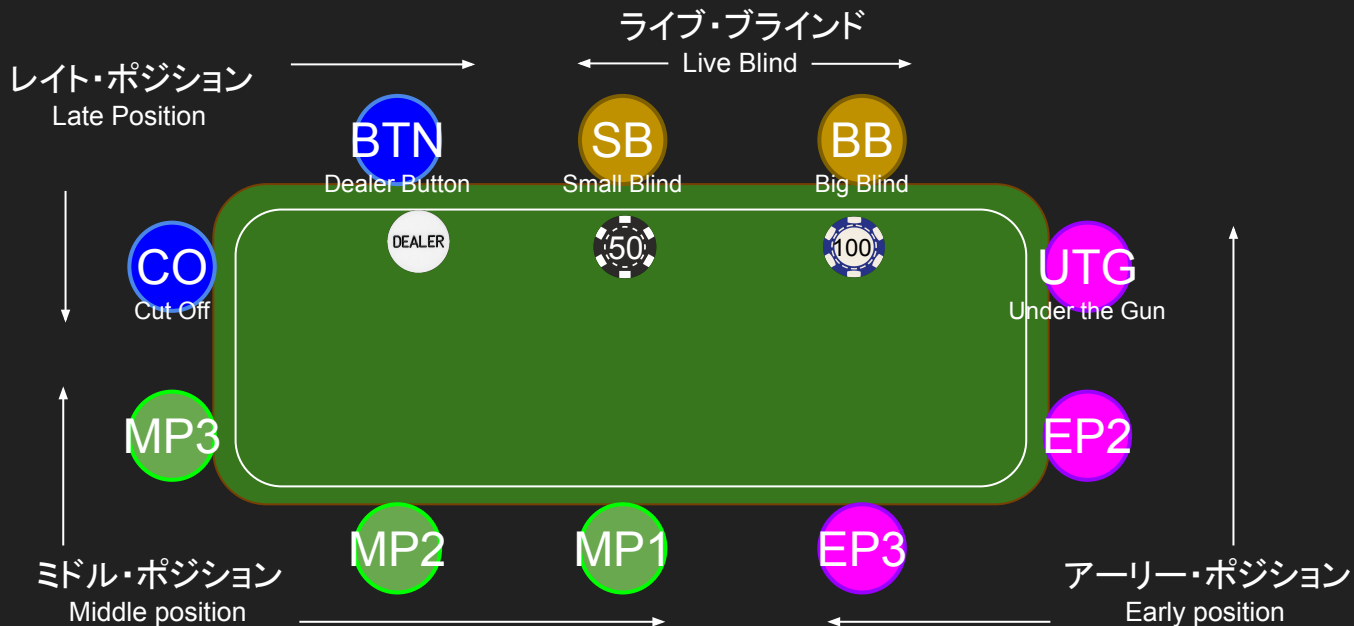 ライブ・ブラインド
Live Blind
レイト・ポジション
Late Position
BTN
Dealer Button
SB
Small Blind
BB
Big Blind
DEALER
50
100
CO
Cut Off
UTG
Under the Gun
MP3
EP2
MP2
MP1
EP3
ミドル・ポジション
Middle position
アーリー・ポジション
Early position